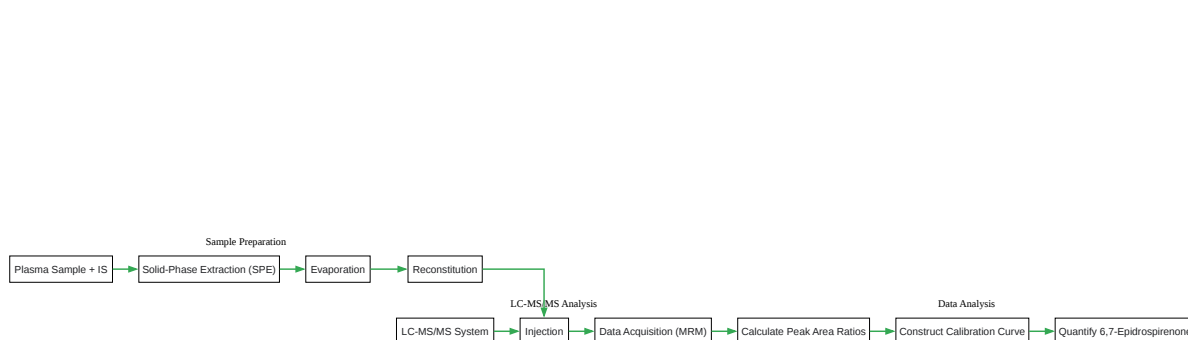 Sample Preparation
Plasma Sample + IS
Solid-Phase Extraction (SPE)
Evaporation
Reconstitution
LC-MS/MS Analysis
Data Analysis
LC-MS/MS System
Injection
Data Acquisition (MRM)
Calculate Peak Area Ratios
Construct Calibration Curve
Quantify 6,7-Epidrospirenone